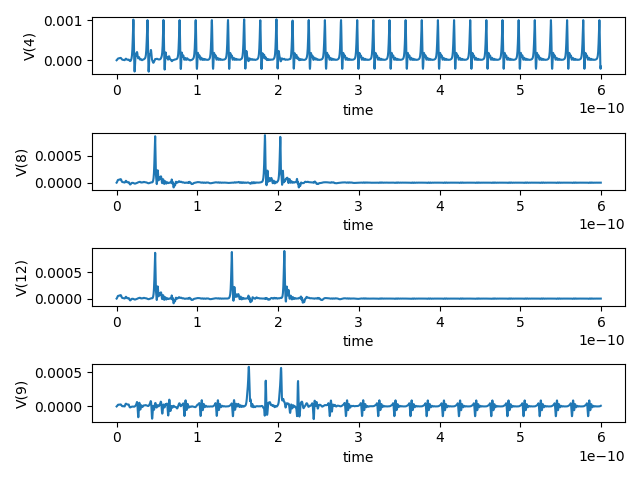 V(4)
0.001
0.000
0 1 2 3 4 5 6
1e−10
time
V(8)
0.0005
0.0000
0 1 2 3 4 5 6
1e−10
time
V(12)
0.0005
0.0000
0 1 2 3 4 5 6
1e−10
time
V(9)
0.0005
0.0000
0 1 2 3 4 5 6
1e−10
time